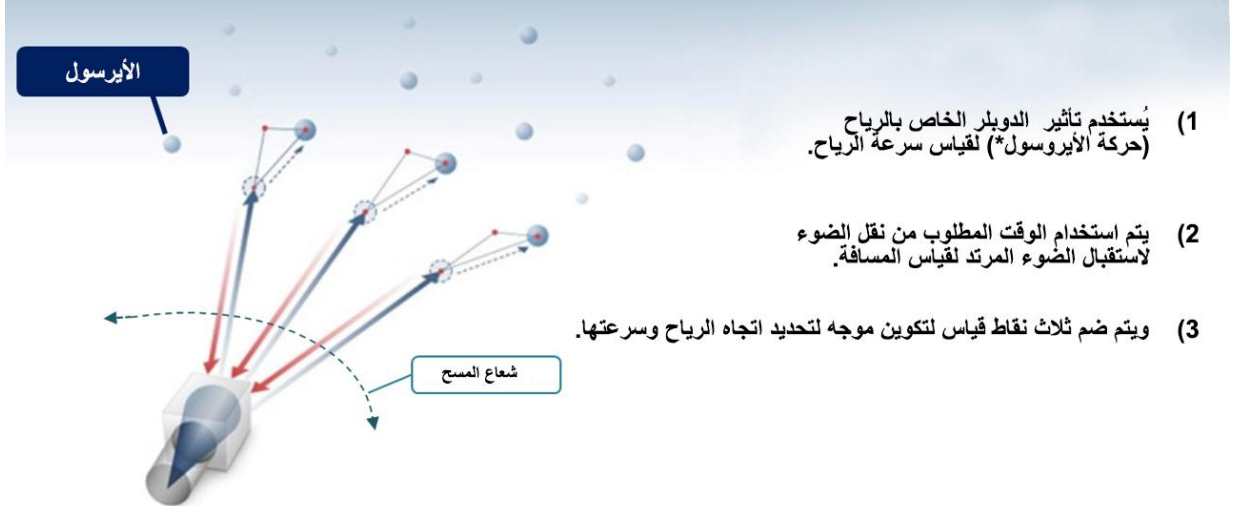 الأيرسول
1) يُستخدم تأثير الدوبلر الخاص بالرياح
(حركة الأيروسول*) لقياس سرعة الرياح.
2) يتم استخدام الوقت المطلوب من نقل الضوء
لاستقبال الضوء المرتد لقياس المسافة.
3) ويتم ضم ثلاث نقاط قياس لتكوين موجه لتحديد اتجاه الرياح وسرعتها.
شعاع المسح